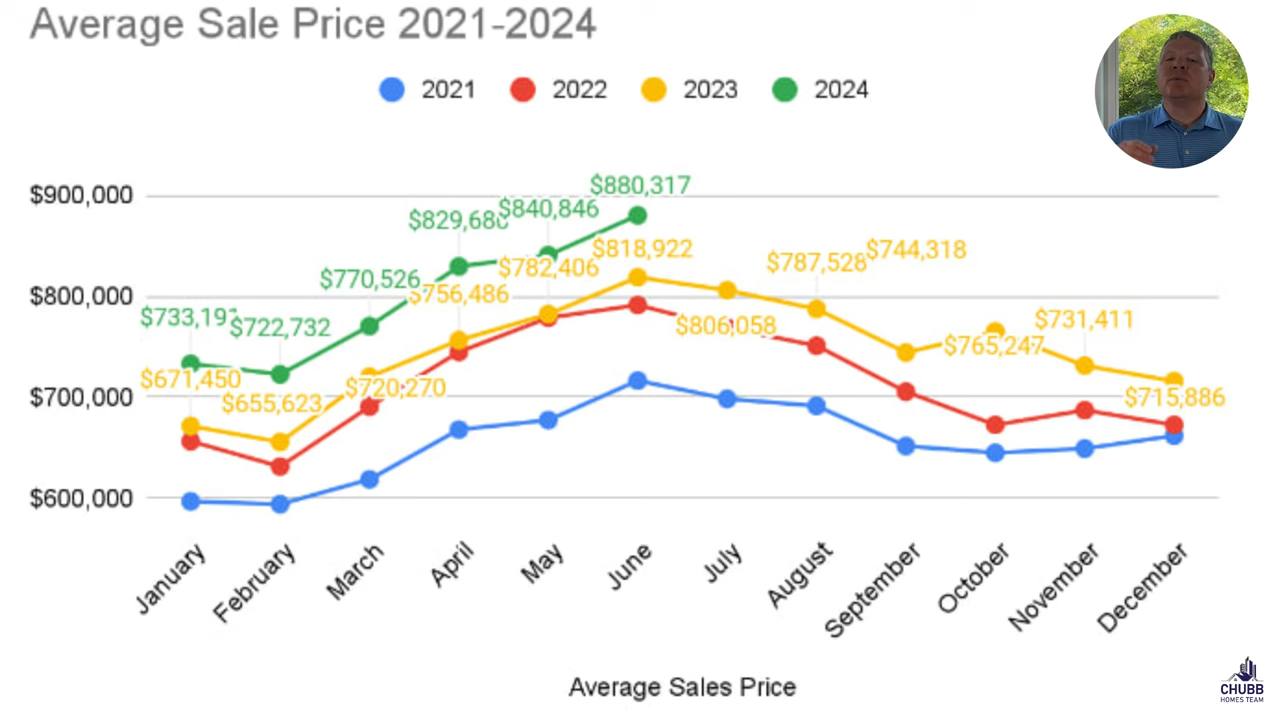 Average Sale Price 2021-2024
2021 2022 2023 2024
$900,000
$800,000
$700,000
$600,000
$880,317
$840,846
$770,526
$722,732
$818,922
$782,406
$756,486
$787,528
$744,318
$806,058
$765,247
$731,411
$715,886
$671,450
$655,623
$720,270
January
February
March
April
May
June
July
August
September
October
November
December
Average Sales Price
CHUBB
HOMES TEAM